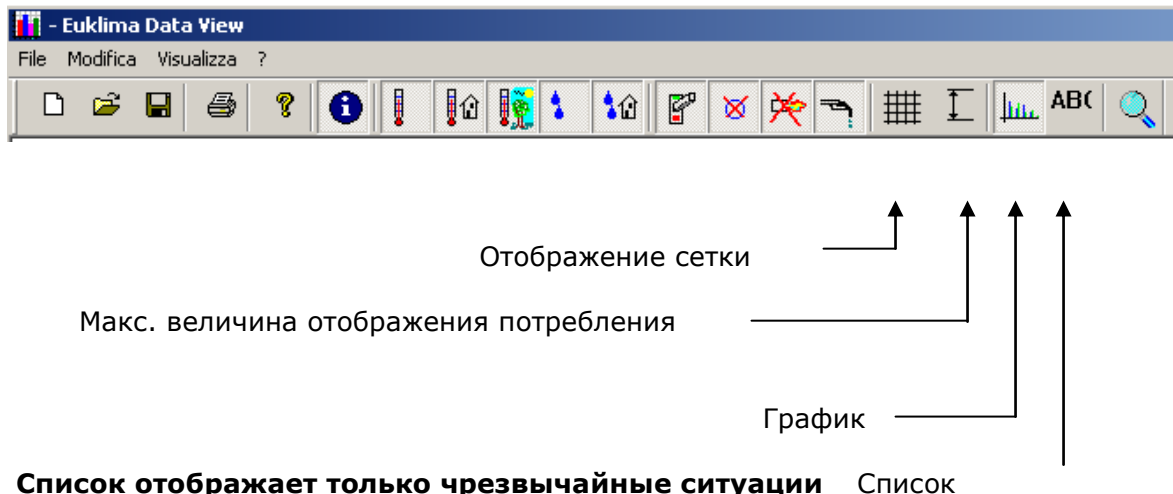 - Euklima Data View
File Modifica Visualizza ?
ABC
Отображение сетки
Макс. величина отображения потребления
График
Список отображает только чрезвычайные ситуации Список